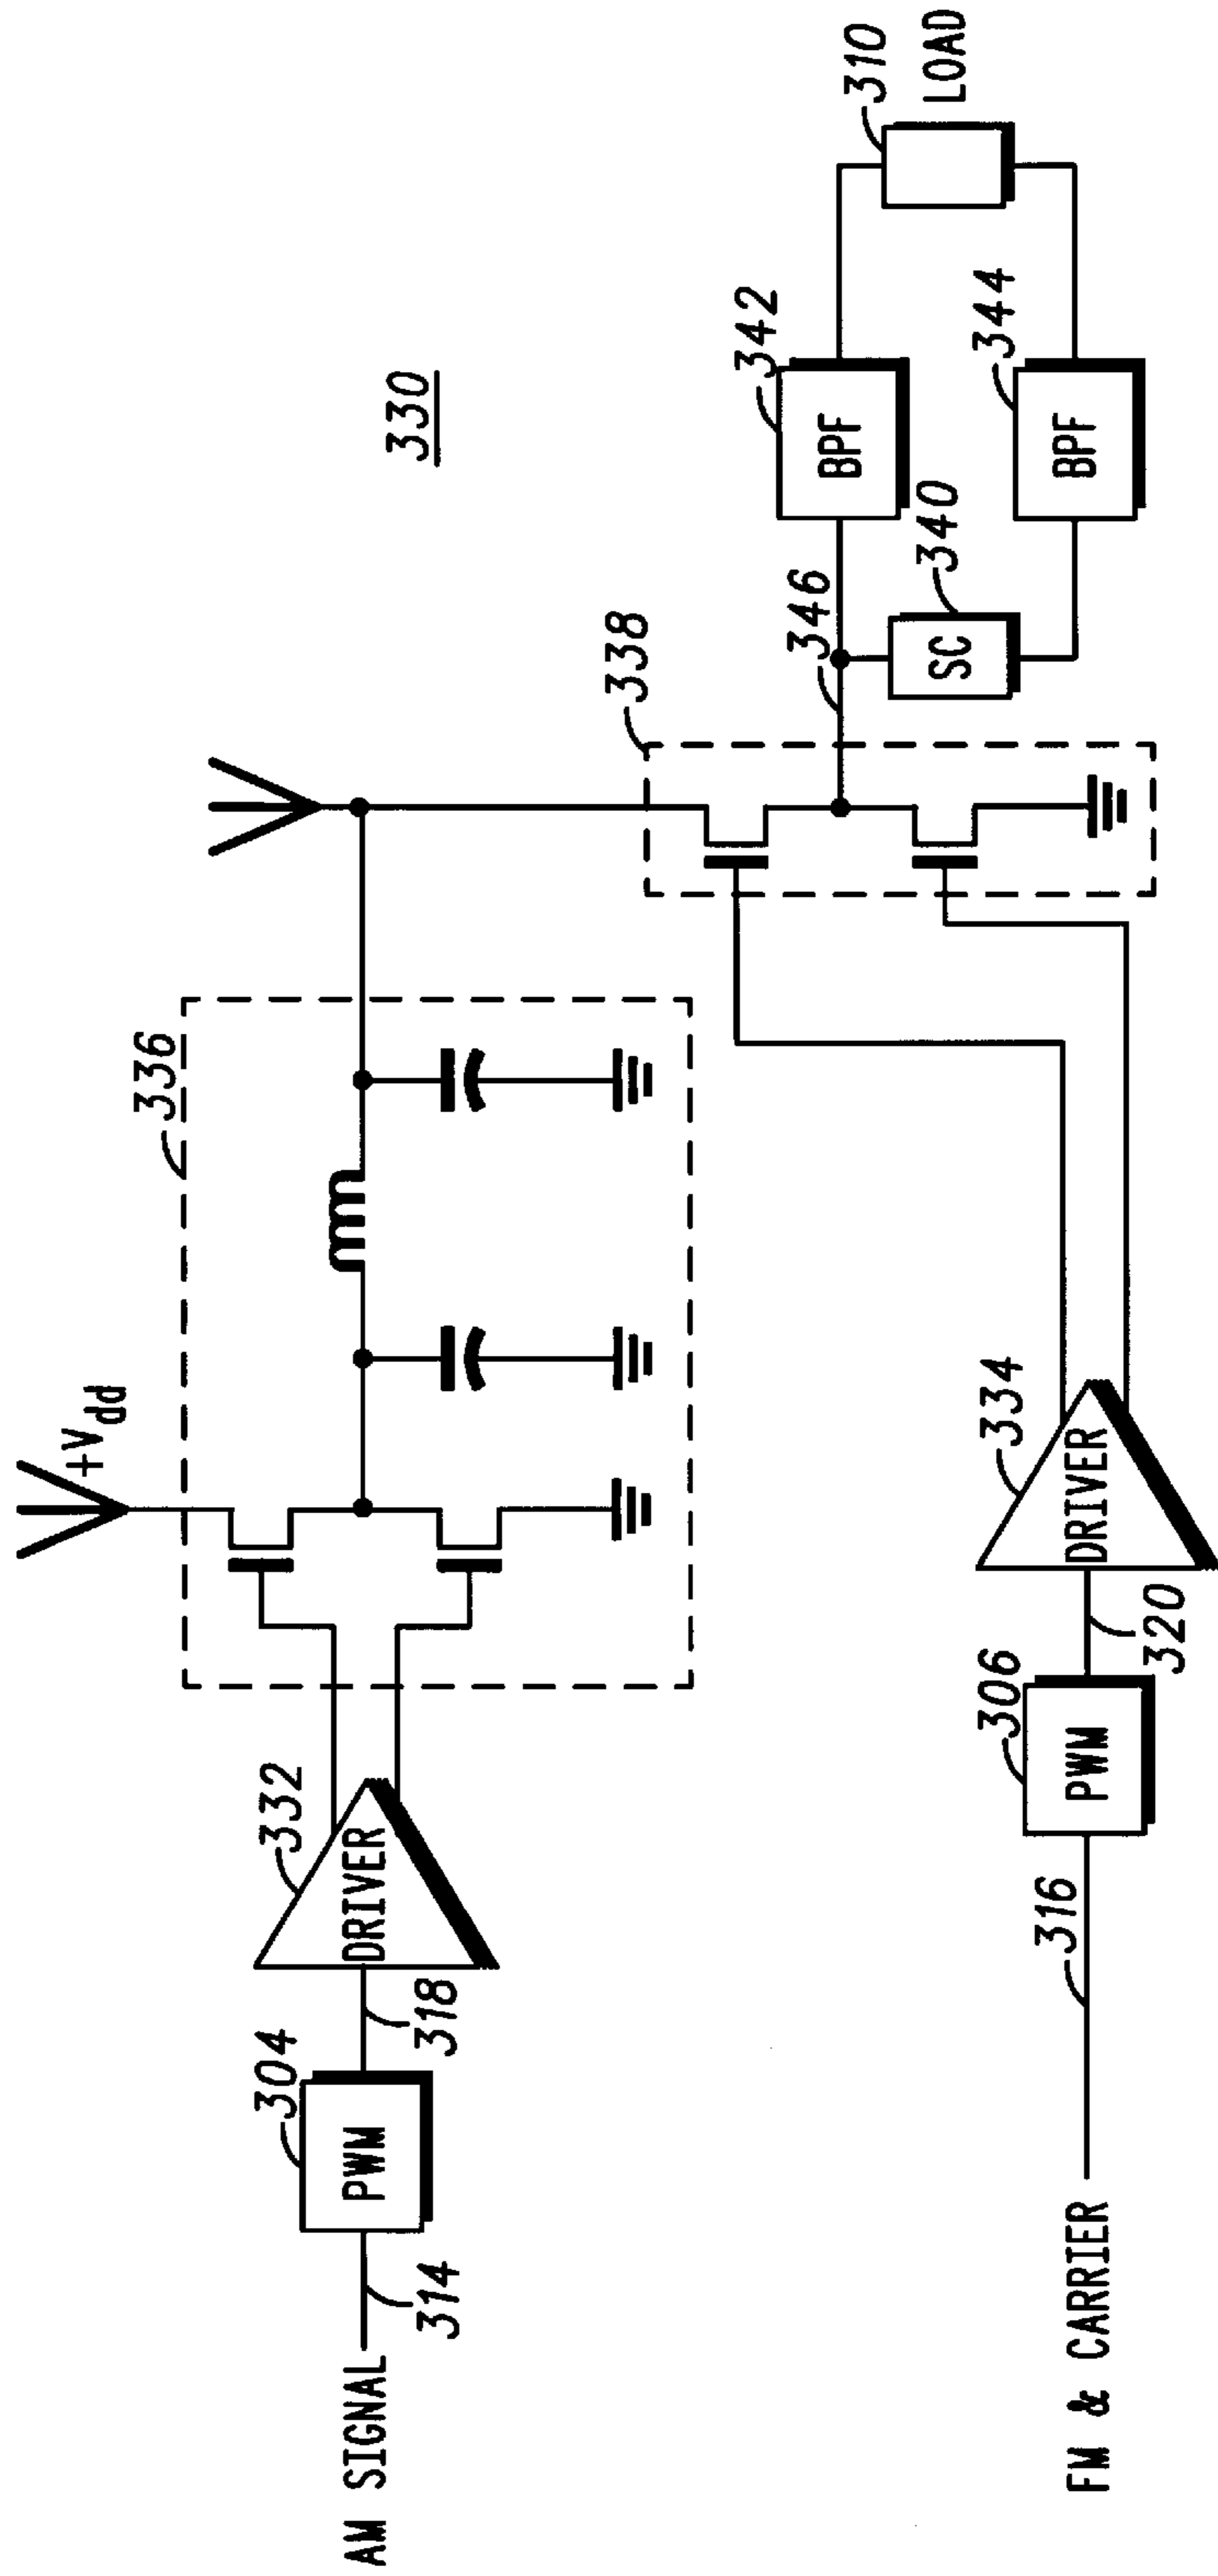 330
+Vdd
336
AM SIGNAL
314
PWM
304
318
DRIVER
332
338
346
BPF
342
SC
340
BPF
344
310
LOAD
FM & CARRIER
316
PWM
306
320
DRIVER
334